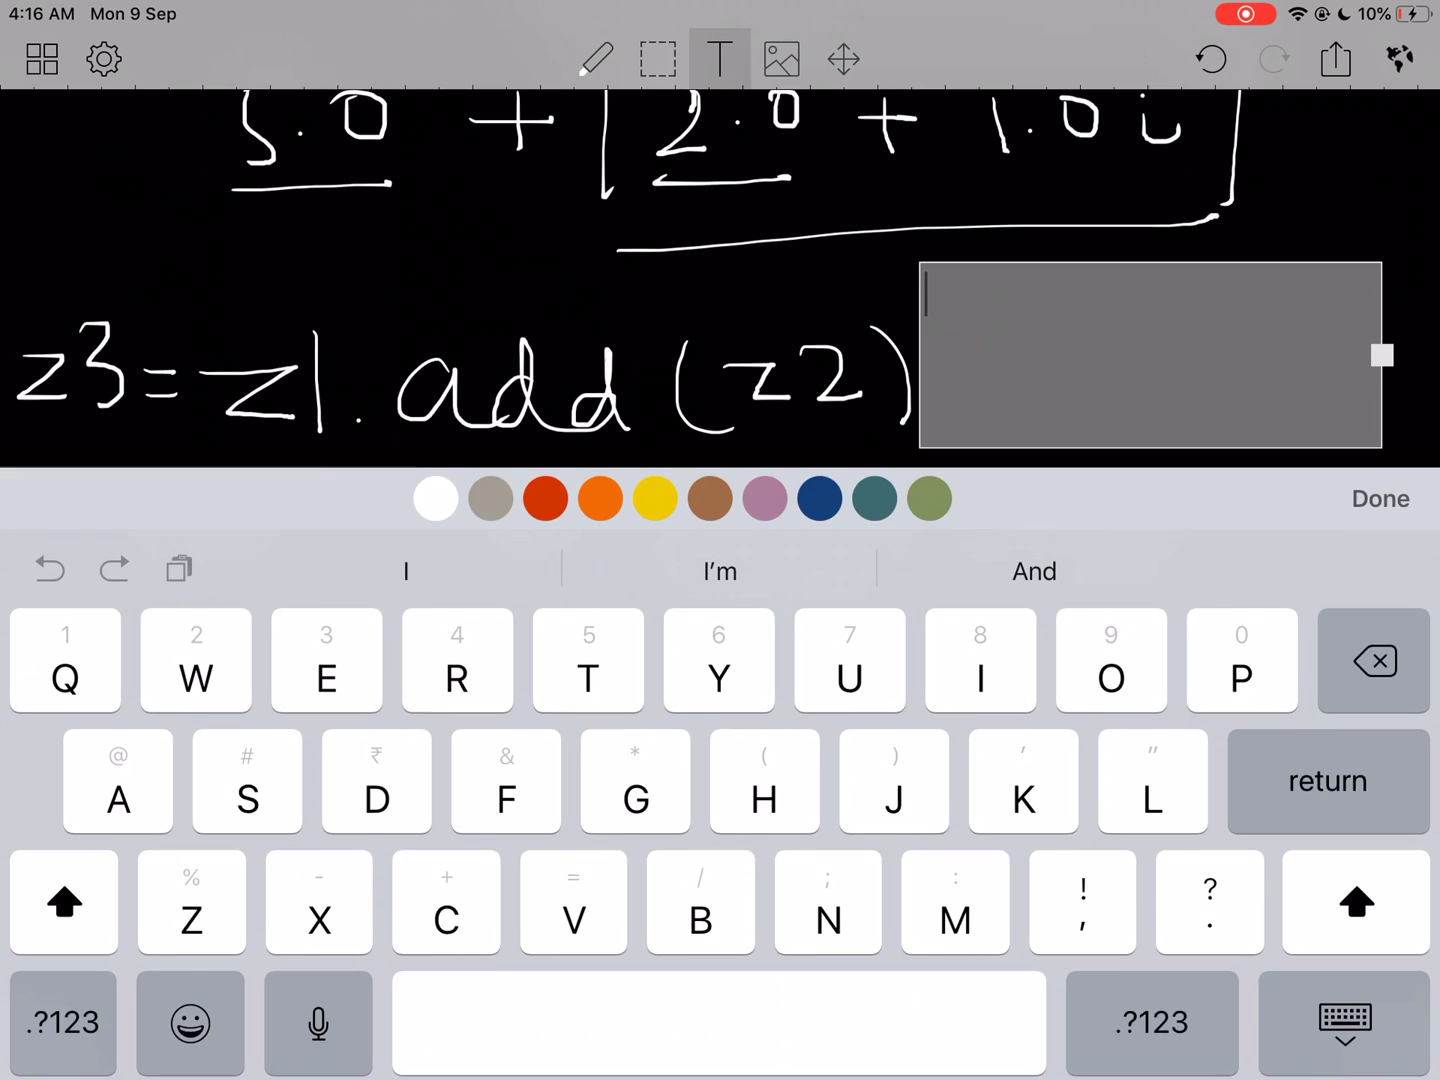 4:16 AM Mon 9 Sep
10%
T
3.0 + [2.0 + 1.0i]
z3 = z1.add(z2)
Done
I I'm And
1 2 3 4 5 6 7 8 9 0
Q W E R T Y U I O P
@ # ₹ & * ( ) ' "
A S D F G H J K L return
% - + = / ; : ! ?
Z X C V B N M , .
.?123 .?123